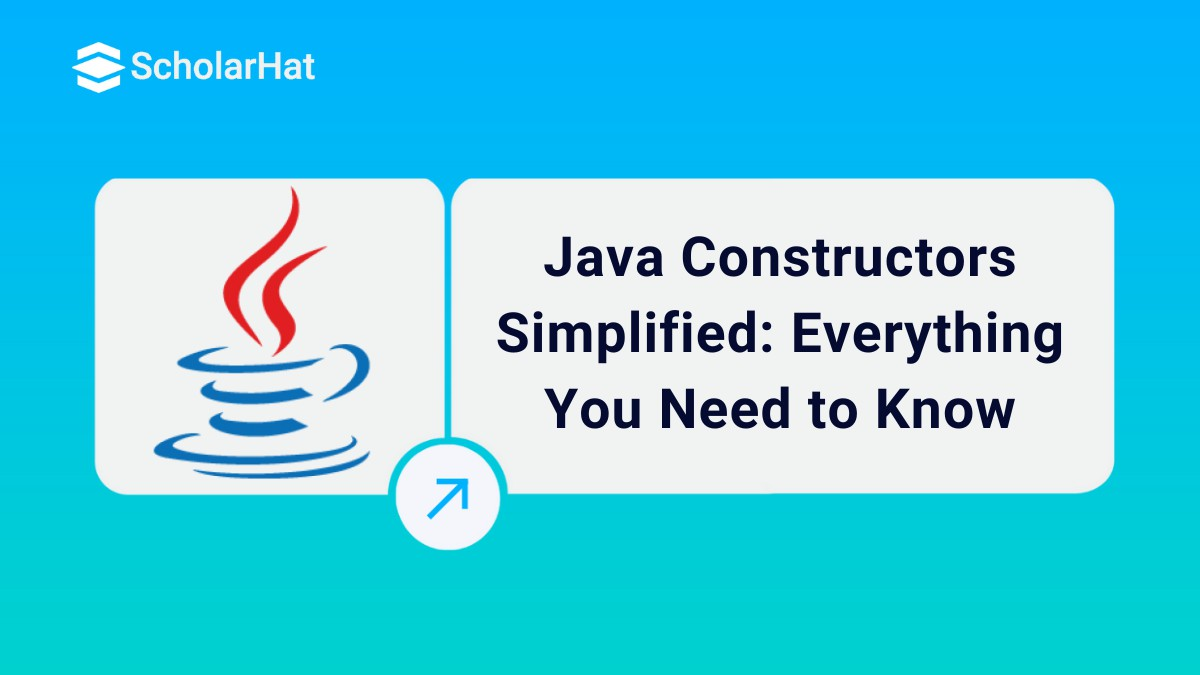 ScholarHat
Java Constructors
Simplified: Everything
You Need to Know